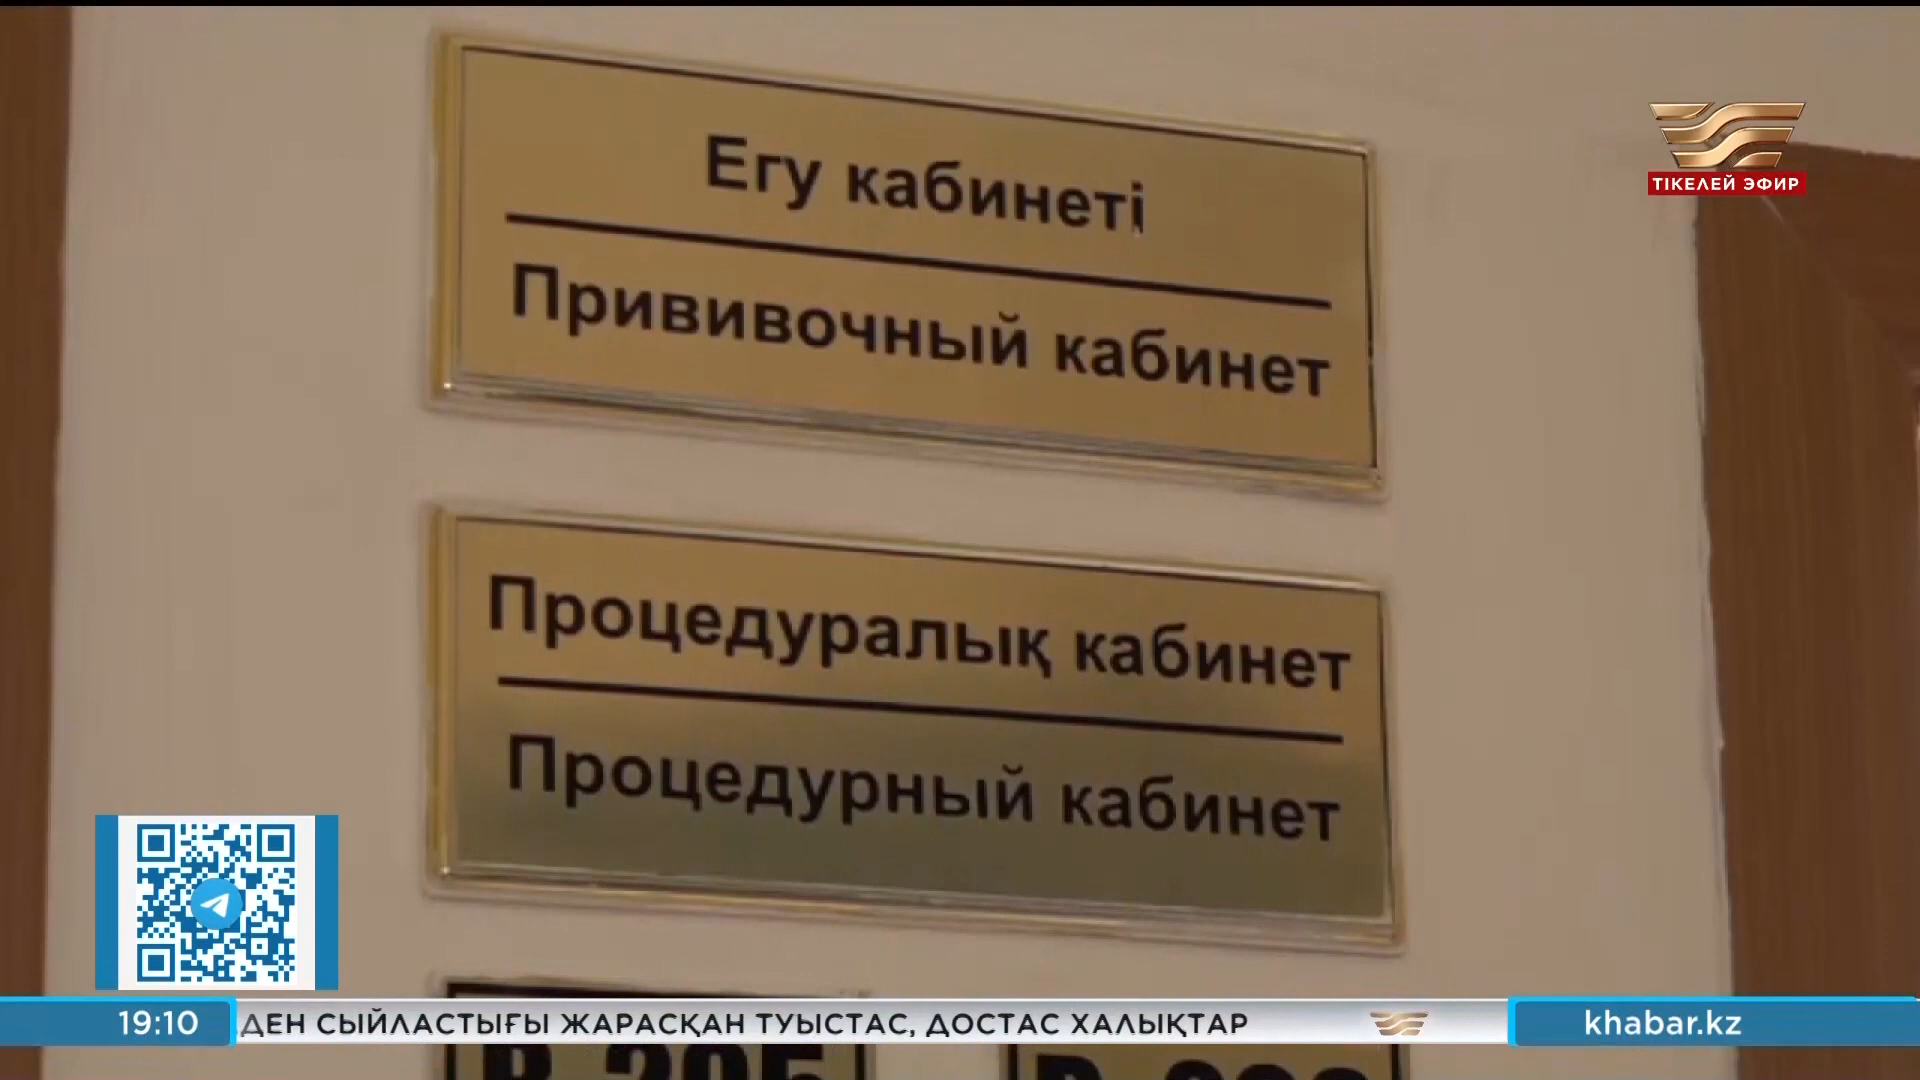 Егу кабинеті
Прививочный кабинет
ТІКЕЛЕЙ ЭФИР
Процедуралық кабинет
Процедурный кабинет
19:10
ДЕН СЫЙЛАСТЫҒЫ ЖАРАСҚАН ТУЫСТАС, ДОСТАС ХАЛЫҚТАР
khabar.kz